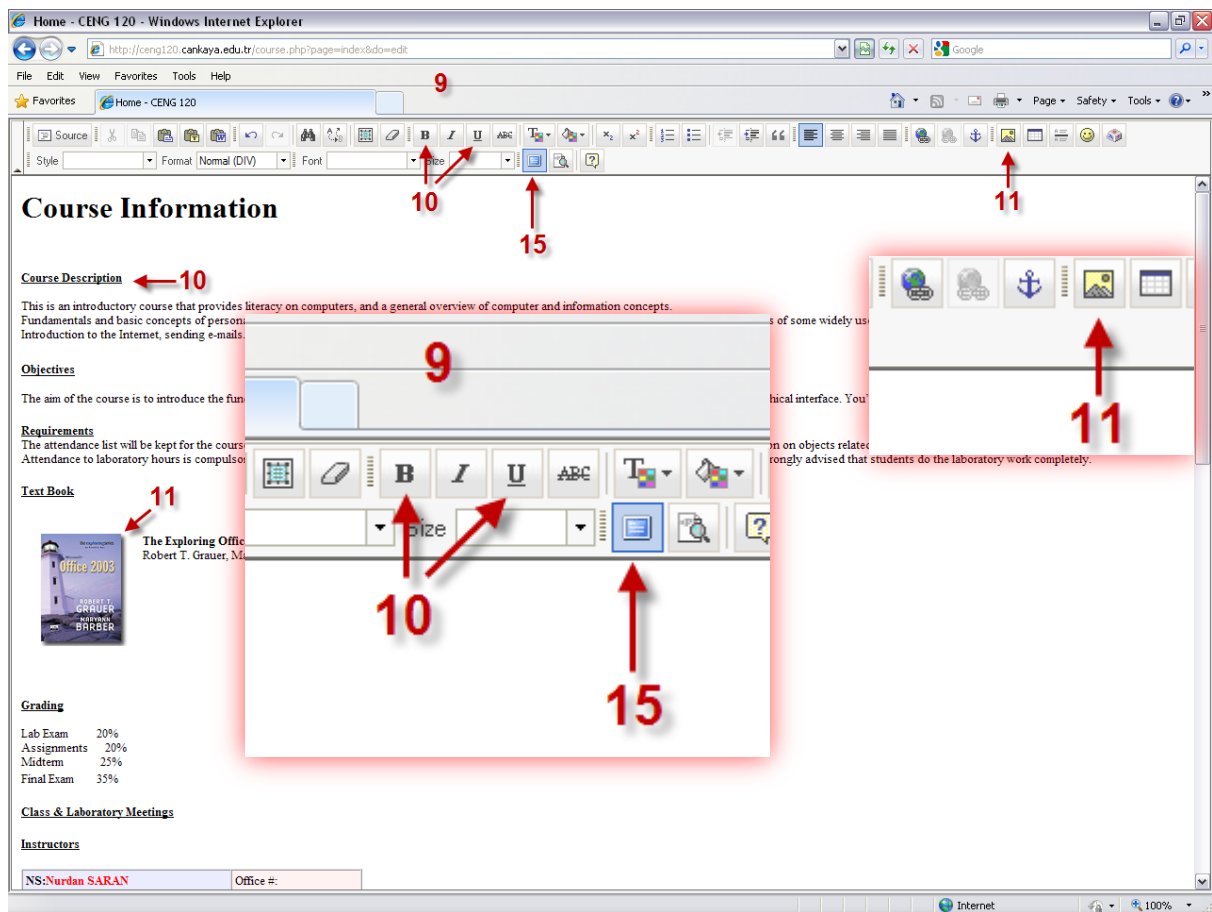 Home - CENG 120 - Windows Internet Explorer
http://ceng120.cankaya.edu.tr/course.php?page=index&do=edit
Google
File Edit View Favorites Tools Help
9
Favorites Home - CENG 120 Page Safety Tools
Source B I U ABC
Style Format Normal (DIV) Font Size
10
15
11
Course Information
Course Description
10
This is an introductory course that provides literacy on computers, and a general overview of computer and information concepts.
Fundamentals and basic concepts of persona s of some widely us
Introduction to the Internet, sending e-mails.
Objectives
The aim of the course is to introduce the fun hical interface. You'
Requirements
The attendance list will be kept for the cours on on objects relate
Attendance to laboratory hours is compulso rongly advised that students do the laboratory work completely.
9
B I U ABC
Size
10
15
11
Text Book
11
Office 2003
ROBERT T.
GRAUER
MARYANN
BARBER
The Exploring Offic
Robert T. Grauer, M
Grading
Lab Exam 20%
Assignments 20%
Midterm 25%
Final Exam 35%
Class & Laboratory Meetings
Instructors
NS:Nurdan SARAN Office #:
Internet 100%